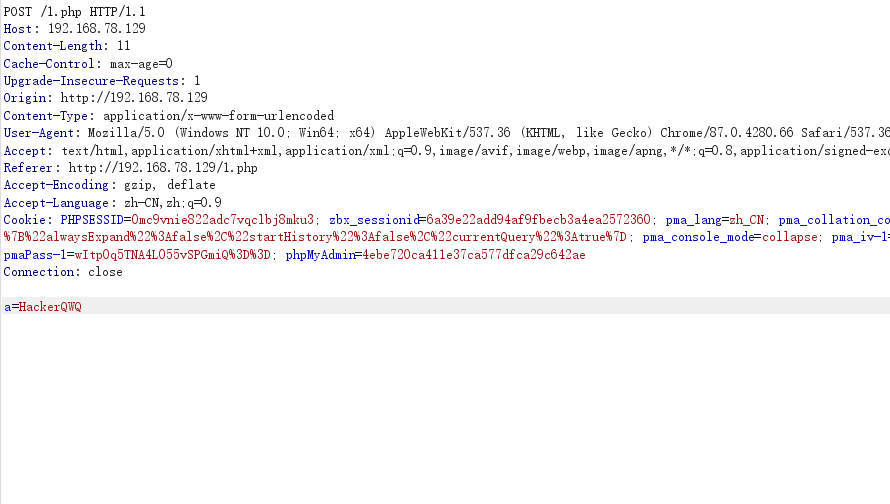 POST /1.php HTTP/1.1
Host: 192.168.78.129
Content-Length: 11
Cache-Control: max-age=0
Upgrade-Insecure-Requests: 1
Origin: http://192.168.78.129
Content-Type: application/x-www-form-urlencoded
User-Agent: Mozilla/5.0 (Windows NT 10.0; Win64; x64) AppleWebKit/537.36 (KHTML, like Gecko) Chrome/87.0.4280.66 Safari/537.36
Accept: text/html,application/xhtml+xml,application/xml;q=0.9,image/avif,image/webp,image/apng,*/*;q=0.8,application/signed-exc
Referer: http://192.168.78.129/1.php
Accept-Encoding: gzip, deflate
Accept-Language: zh-CN,zh;q=0.9
Cookie: PHPSESSID=0mc9vnie822adc7vqclbj8mku3; zbx_sessionid=6a39e22add94af9fbecb3a4ea2572360; pma_lang=zh_CN; pma_collation_co
%7B%22alwaysExpand%22%3Afalse%2C%22startHistory%22%3Afalse%2C%22currentQuery%22%3Atrue%7D; pma_console_mode=collapse; pma_iv-1=
pmaPass-1=wItpOq5TNA4LO55vSPGmiQ%3D%3D; phpMyAdmin=4ebe720ca411e37ca577dfca29c642ae
Connection: close
a=HackerQWQ